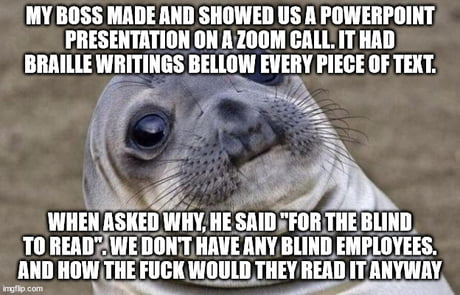 MY BOSS MADE AND SHOWED US A POWERPOINT
PRESENTATION ON A ZOOM CALL. IT HAD
BRAILLE WRITINGS BELLOW EVERY PIECE OF TEXT.
WHEN ASKED WHY, HE SAID "FOR THE BLIND
TO READ". WE DON'T HAVE ANY BLIND EMPLOYEES.
AND HOW THE FUCK WOULD THEY READ IT ANYWAY
imgflip.com